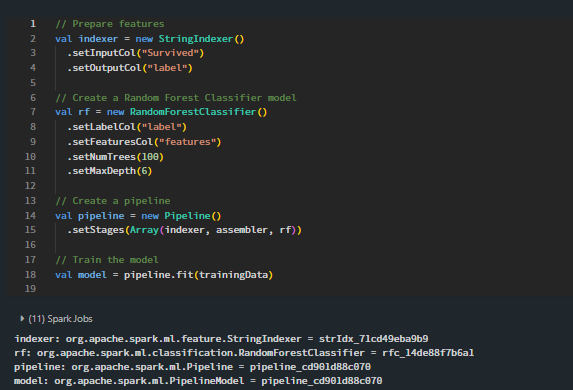 1 // Prepare features
2 val indexer = new StringIndexer()
3 .setInputCol("Survived")
4 .setOutputCol("label")
5
6 // Create a Random Forest Classifier model
7 val rf = new RandomForestClassifier()
8 .setLabelCol("label")
9 .setFeaturesCol("features")
10 .setNumTrees(100)
11 .setMaxDepth(6)
12
13 // Create a pipeline
14 val pipeline = new Pipeline()
15 .setStages(Array(indexer, assembler, rf))
16
17 // Train the model
18 val model = pipeline.fit(trainingData)
19
(11) Spark Jobs
indexer: org.apache.spark.ml.feature.StringIndexer = strIdx_71cd49eba9b9
rf: org.apache.spark.ml.classification.RandomForestClassifier = rfc_14de88f7b6a1
pipeline: org.apache.spark.ml.Pipeline = pipeline_cd901d88c070
model: org.apache.spark.ml.PipelineModel = pipeline_cd901d88c070